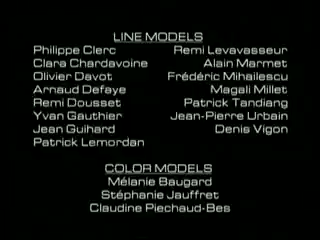 LINE MODELS
Philippe Clerc Remi Levavasseur
Clara Chardavoine Alain Marmet
Olivier Davot Frédéric Mihailescu
Arnaud Defaye Magali Millet
Remi Dousset Patrick Tandiang
Yvan Gauthier Jean-Pierre Urbain
Jean Guihard Denis Vigon
Patrick Lemordan
COLOR MODELS
Mélanie Baugard
Stéphanie Jauffret
Claudine Piechaud-Bes